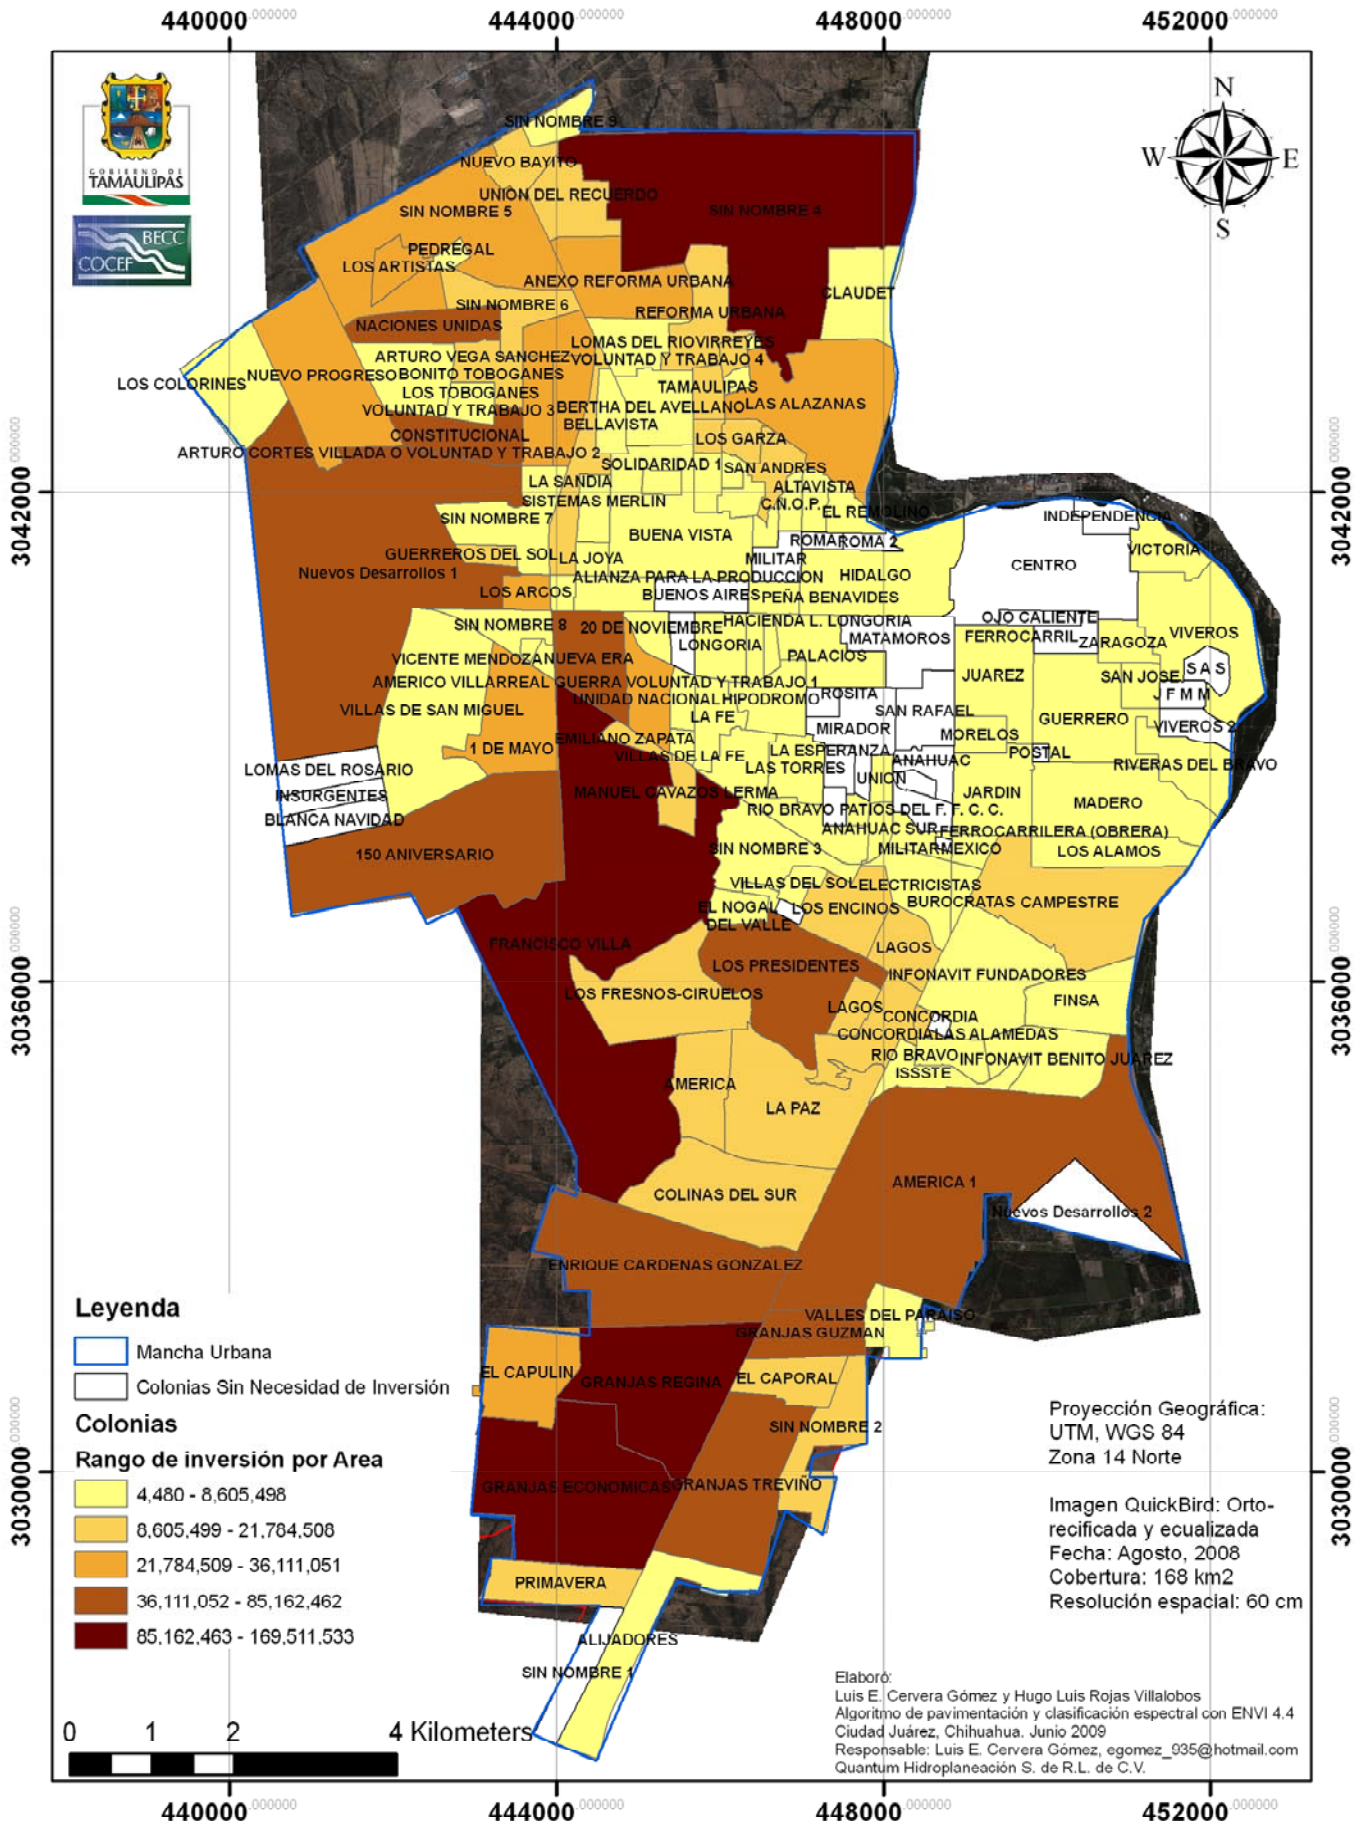 440000.000000 444000.000000 448000.000000 452000.000000
GOBIERNO DE
TAMAULIPAS
BECC
COCEF
N
W E
S
SIN NOMBRE 9
NUEVO BAYITO
UNION DEL RECUERDO
SIN NOMBRE 5
SIN NOMBRE 4
PEDREGAL
LOS ARTISTAS
ANEXO REFORMA URBANA
CLAUDET
SIN NOMBRE 6
REFORMA URBANA
NACIONES UNIDAS
LOMAS DEL RIOVIRREYES
ARTURO VEGA SANCHEZ
VOLUNTAD Y TRABAJO 4
LOS COLORINES
NUEVO PROGRESO
BONITO TOBOGANES
TAMAULIPAS
LOS TOBOGANES
VOLUNTAD Y TRABAJO 3
BERTHA DEL AVELLANO
LAS ALAZANAS
BELLAVISTA
CONSTITUCIONAL
LOS GARZA
ARTURO CORTES VILLADA O VOLUNTAD Y TRABAJO 2
SOLIDARIDAD 1
SAN ANDRES
LA SANDIA
ALTAVISTA
SISTEMAS MERLIN
C.N.O.P.
EL REMOLINO
3042000.000000
3042000.000000
SIN NOMBRE 7
INDEPENDENCIA
BUENA VISTA
ROMA
ROMA 2
VICTORIA
GUERREROS DEL SOL
LA JOYA
MILITAR
CENTRO
Nuevos Desarrollos 1
ALIANZA PARA LA PRODUCCION
HIDALGO
LOS ARCOS
BUENOS AIRES
PEÑA BENAVIDES
SIN NOMBRE 8
20 DE NOVIEMBRE
HACIENDA L. LONGORIA
OJO CALIENTE
LONGORIA
MATAMOROS
FERROCARRIL
ZARAGOZA
VIVEROS
VICENTE MENDOZA
NUEVA ERA
PALACIOS
AMERICO VILLARREAL GUERRA
VOLUNTAD Y TRABAJO 1
JUAREZ
SAN JOSE
S A S
UNIDAD NACIONAL
HIPODROMO
ROSITA
J F M M
VILLAS DE SAN MIGUEL
LA FE
SAN RAFAEL
GUERRERO
MIRADOR
VIVEROS 2
EMILIANO ZAPATA
MORELOS
1 DE MAYO
VILLAS DE LA FE
LA ESPERANZA
ANAHUAC
POSTAL
LOMAS DEL ROSARIO
LAS TORRES
UNION
RIVERAS DEL BRAVO
INSURGENTES
MANUEL CAVAZOS LERMA
JARDIN
MADERO
BLANCA NAVIDAD
RIO BRAVO
PATIOS DEL F. F. C. C.
ANAHUAC SUR
FERROCARRILERA (OBRERA)
150 ANIVERSARIO
SIN NOMBRE 3
MILITAR
MEXICO
LOS ALAMOS
VILLAS DEL SOL
ELECTRICISTAS
EL NOGAL
LOS ENCINOS
BUROCRATAS
CAMPESTRE
DEL VALLE
FRANCISCO VILLA
LAGOS
LOS PRESIDENTES
INFONAVIT FUNDADORES
3036000.000000
3036000.000000
LOS FRESNOS-CIRUELOS
LAGOS
FINSA
CONCORDIA
CONCORDIA
LAS ALAMEDAS
RIO BRAVO
INFONAVIT BENITO JUAREZ
ISSSTE
AMERICA
LA PAZ
AMERICA 1
COLINAS DEL SUR
Nuevos Desarrollos 2
ENRIQUE CARDENAS GONZALEZ
VALLES DEL PARAISO
GRANJAS GUZMAN
EL CAPULIN
GRANJAS REGINA
EL CAPORAL
SIN NOMBRE 2
3030000.000000
3030000.000000
GRANJAS ECONOMICAS
GRANJAS TREVIÑO
PRIMAVERA
ALIJADORES
SIN NOMBRE 1
Leyenda
Mancha Urbana
Colonias Sin Necesidad de Inversión
Colonias
Rango de inversión por Area
4,480 - 8,605,498
8,605,499 - 21,784,508
21,784,509 - 36,111,051
36,111,052 - 85,162,462
85,162,463 - 169,511,533
0 1 2 4 Kilometers
Proyección Geográfica:
UTM, WGS 84
Zona 14 Norte
Imagen QuickBird: Orto-
recificada y ecualizada
Fecha: Agosto, 2008
Cobertura: 168 km2
Resolución espacial: 60 cm
Elaboró:
Luis E. Cervera Gómez y Hugo Luis Rojas Villalobos
Algoritmo de pavimentación y clasificación espectral con ENVI 4.4
Ciudad Juárez, Chihuahua. Junio 2009
Responsable: Luis E. Cervera Gómez, egomez_935@hotmail.com
Quantum Hidroplaneación S. de R.L. de C.V.
440000.000000 444000.000000 448000.000000 452000.000000